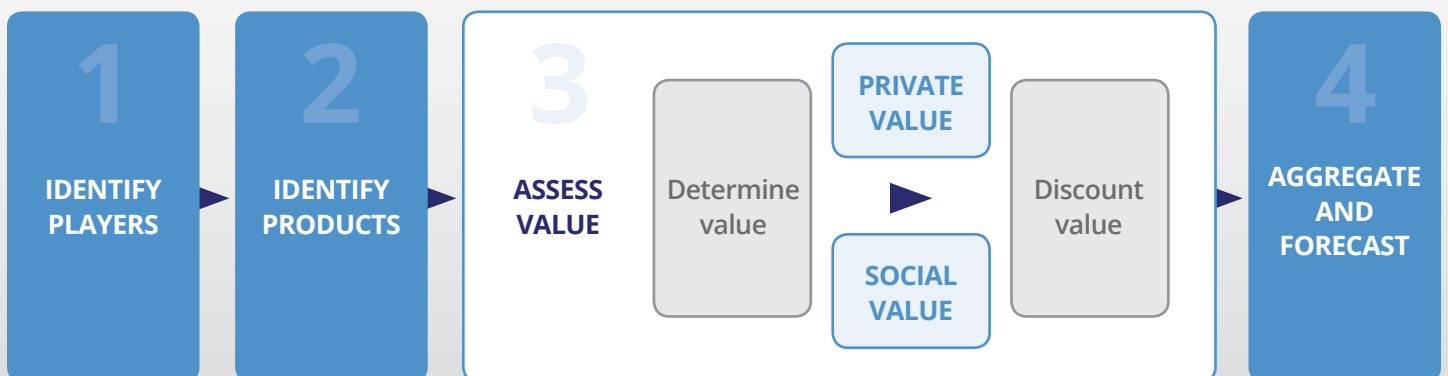 1
IDENTIFY
PLAYERS
2
IDENTIFY
PRODUCTS
3
ASSESS
VALUE
Determine
value
PRIVATE
VALUE
SOCIAL
VALUE
Discount
value
4
AGGREGATE
AND
FORECAST